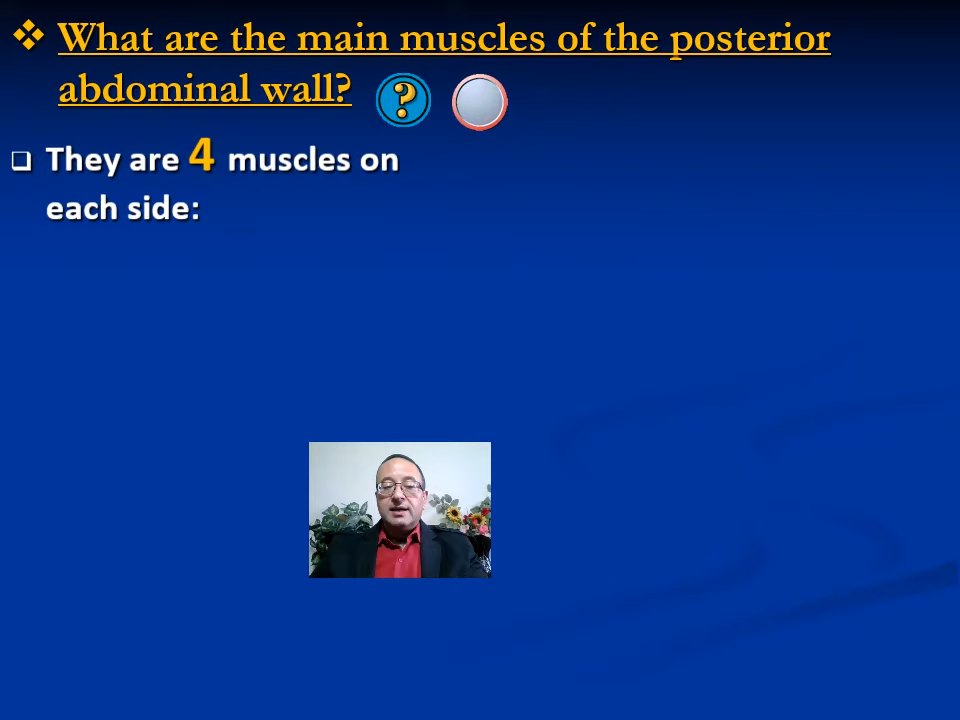 What are the main muscles of the posterior
abdominal wall?
?
They are 4 muscles on
each side: